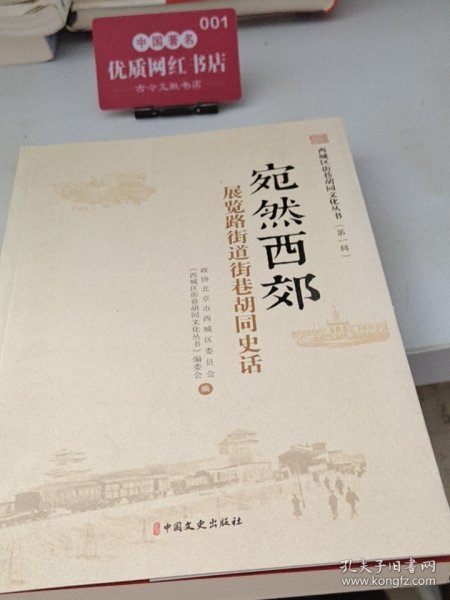 001
中国著名
优质网红书店
古今文献书店
西城区街巷胡同文化丛书（第一辑）
宛然西郊
展览路街道街巷胡同史话
政协北京市西城区委员会
《西城区街巷胡同文化丛书》编委会
编
中国文史出版社
孔夫子旧书网
www.kongfz.com